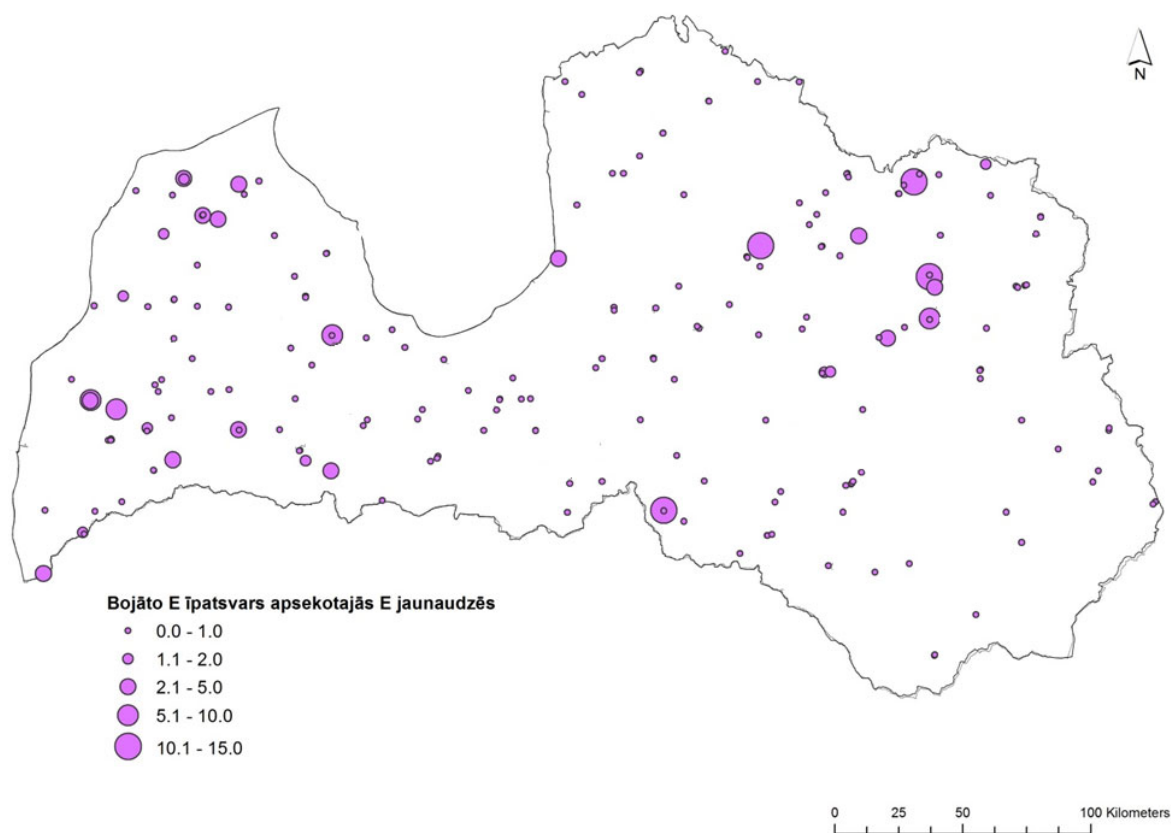 N
Bojāto E īpatsvars apsekotajās E jaunaudzēs
0.0 - 1.0
1.1 - 2.0
2.1 - 5.0
5.1 - 10.0
10.1 - 15.0
0 25 50 100 Kilometers